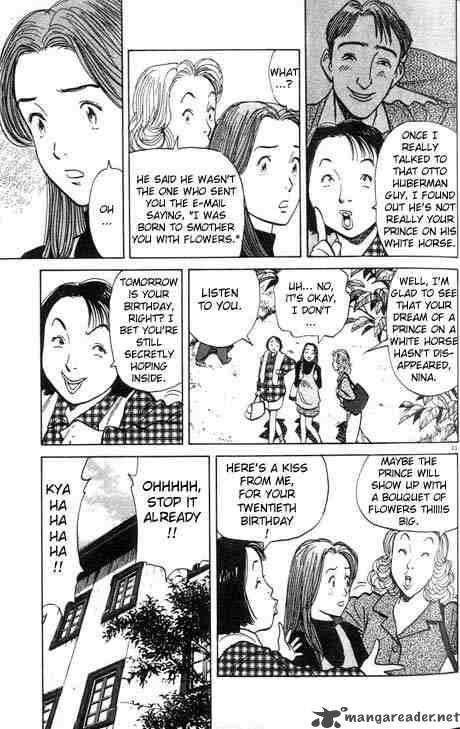 ONCE I
REALLY
TALKED TO
THAT OTTO
HUBERMAN
GUY, I FOUND
OUT HE'S NOT
REALLY YOUR
PRINCE ON HIS
WHITE HORSE.
WHAT
...?
HE SAID HE WASN'T
THE ONE WHO SENT
YOU THE E-MAIL
SAYING, "I WAS
BORN TO SMOTHER
YOU WITH FLOWERS."
OH
...
WELL, I'M
GLAD TO SEE
THAT YOUR
DREAM OF A
PRINCE ON A
WHITE HORSE
HASN'T DIS-
APPEARED,
NINA.
UH... NO,
IT'S OKAY,
I DON'T
...
LISTEN
TO YOU.
TOMORROW
IS YOUR
BIRTHDAY,
RIGHT? I
BET YOU'RE
STILL
SECRETLY
HOPING
INSIDE.
MAYBE THE
PRINCE WILL
SHOW UP WITH
A BOUQUET OF
FLOWERS THIIIIS
BIG.
HERE'S A KISS
FROM ME,
FOR YOUR
TWENTIETH
BIRTHDAY
!
OHHHHH,
STOP IT
ALREADY
!!
KYA
HA
HA
HA
HA
!!
mangareader.net